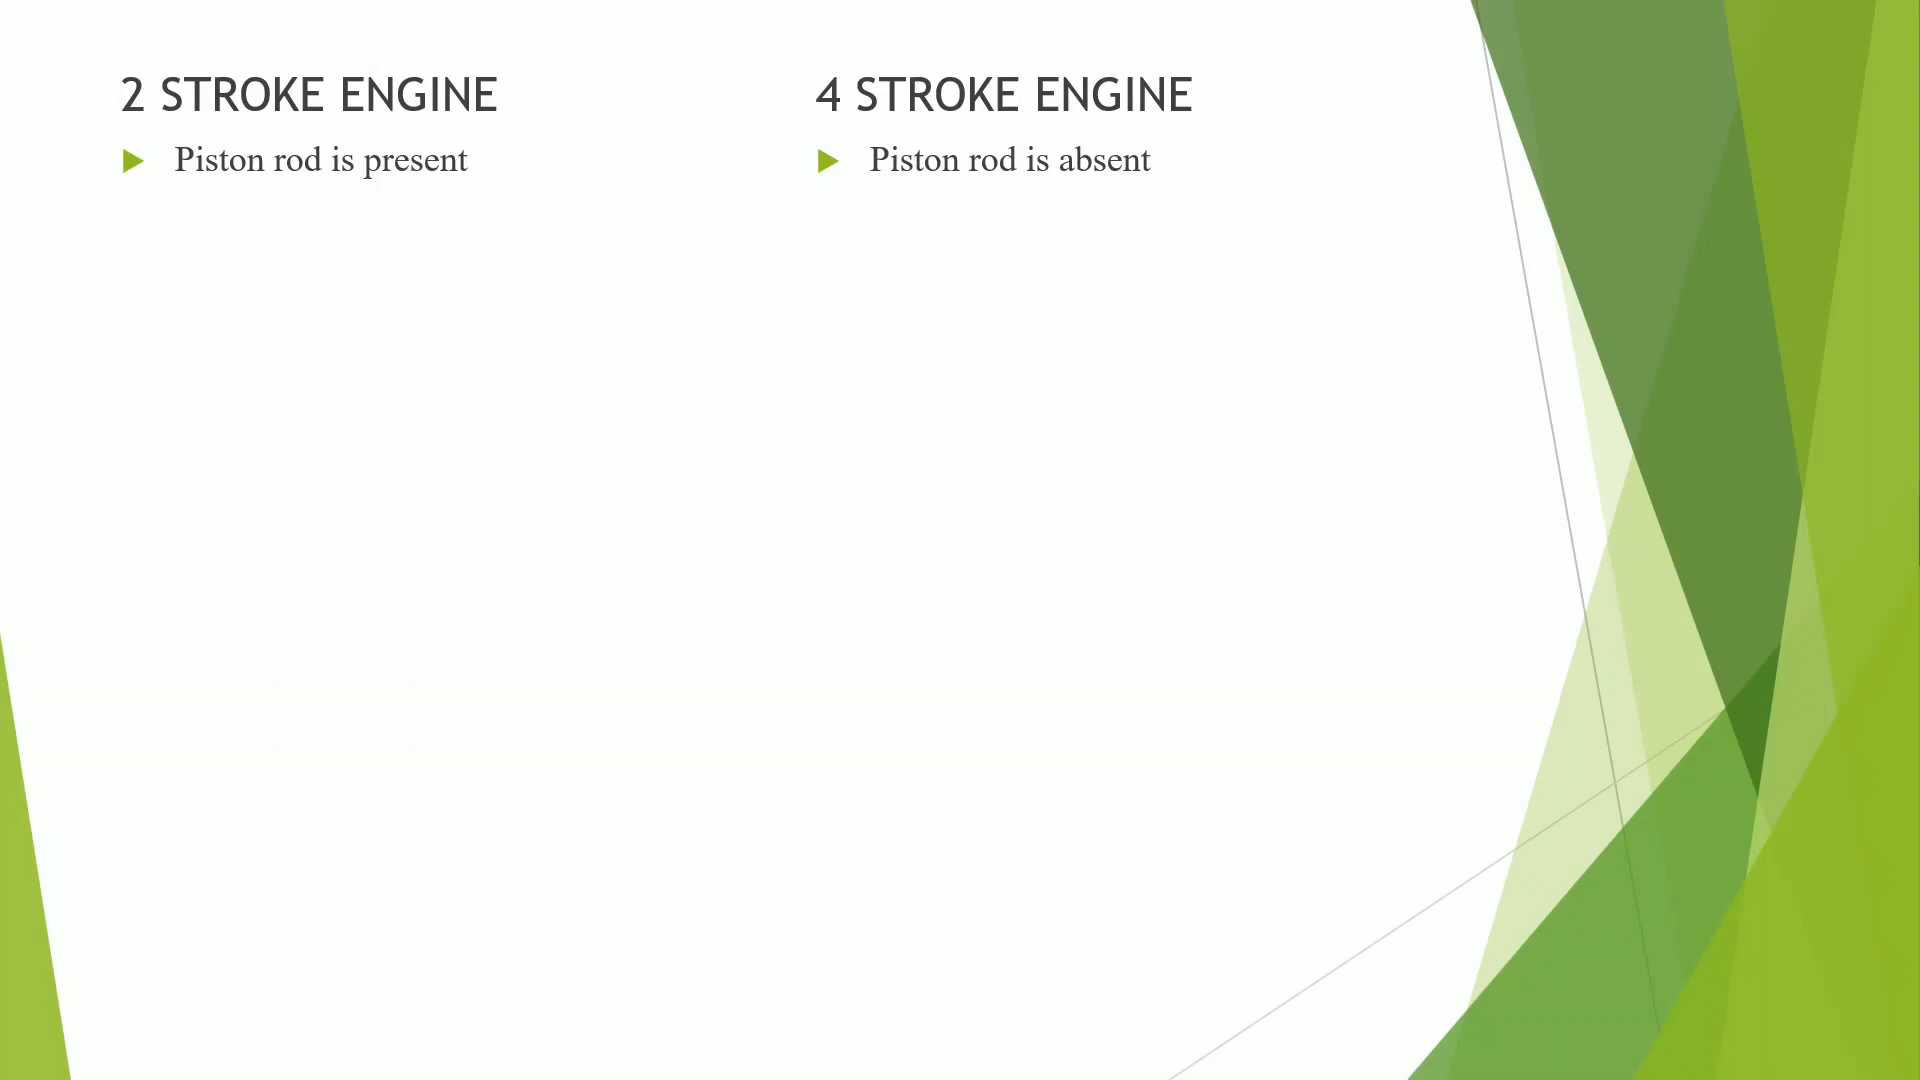 2 STROKE ENGINE
Piston rod is present
4 STROKE ENGINE
Piston rod is absent